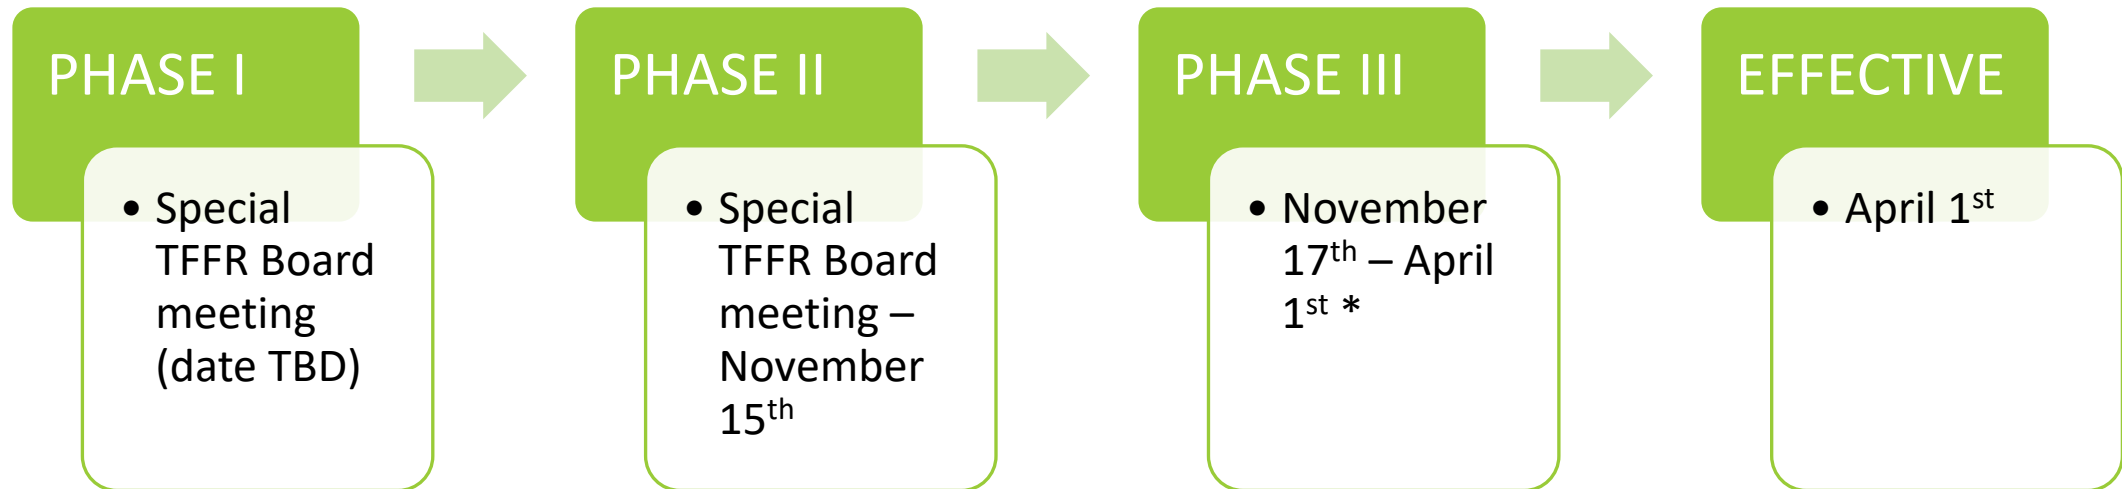 PHASE I
• Special
TFFR Board
meeting
(date TBD)
PHASE II
• Special
TFFR Board
meeting –
November
15th
PHASE III
• November
17th – April
1st *
EFFECTIVE
• April 1st